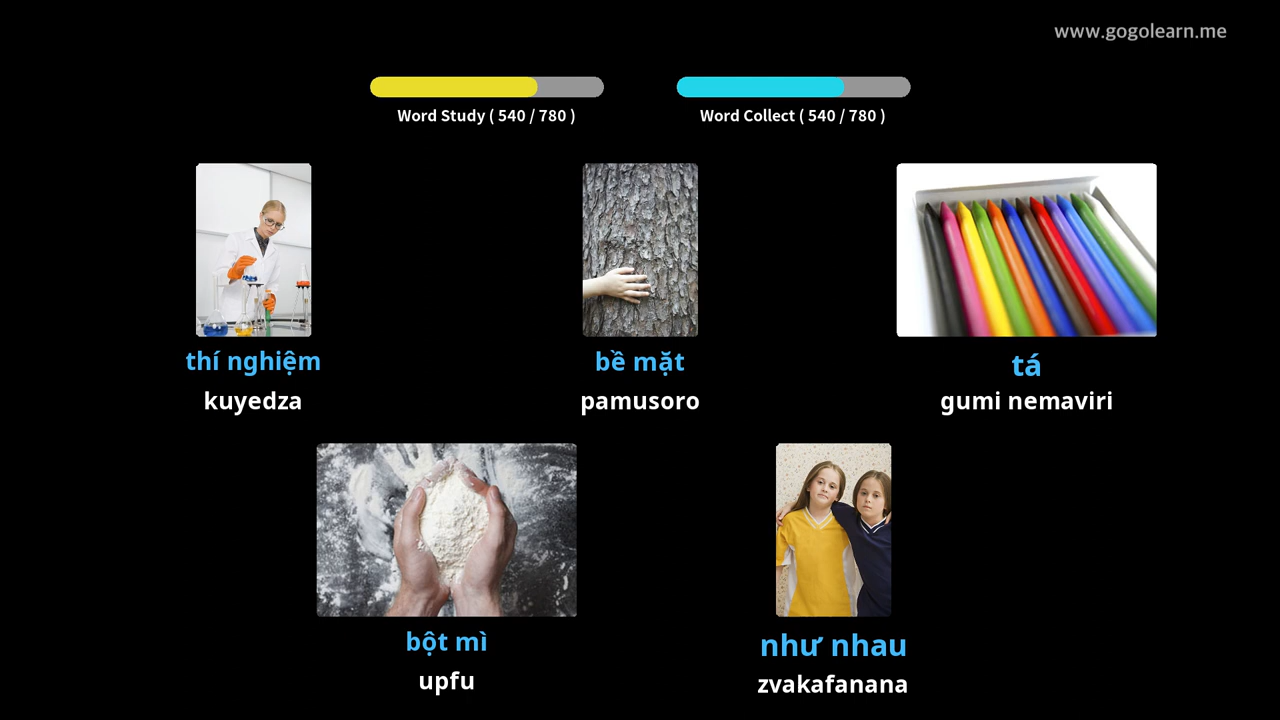 www.gogolearn.me
Word Study ( 540 / 780 )
Word Collect ( 540 / 780 )
thí nghiệm
kuyedza
bề mặt
pamusoro
tá
gumi nemaviri
bột mì
upfu
như nhau
zvakafanana